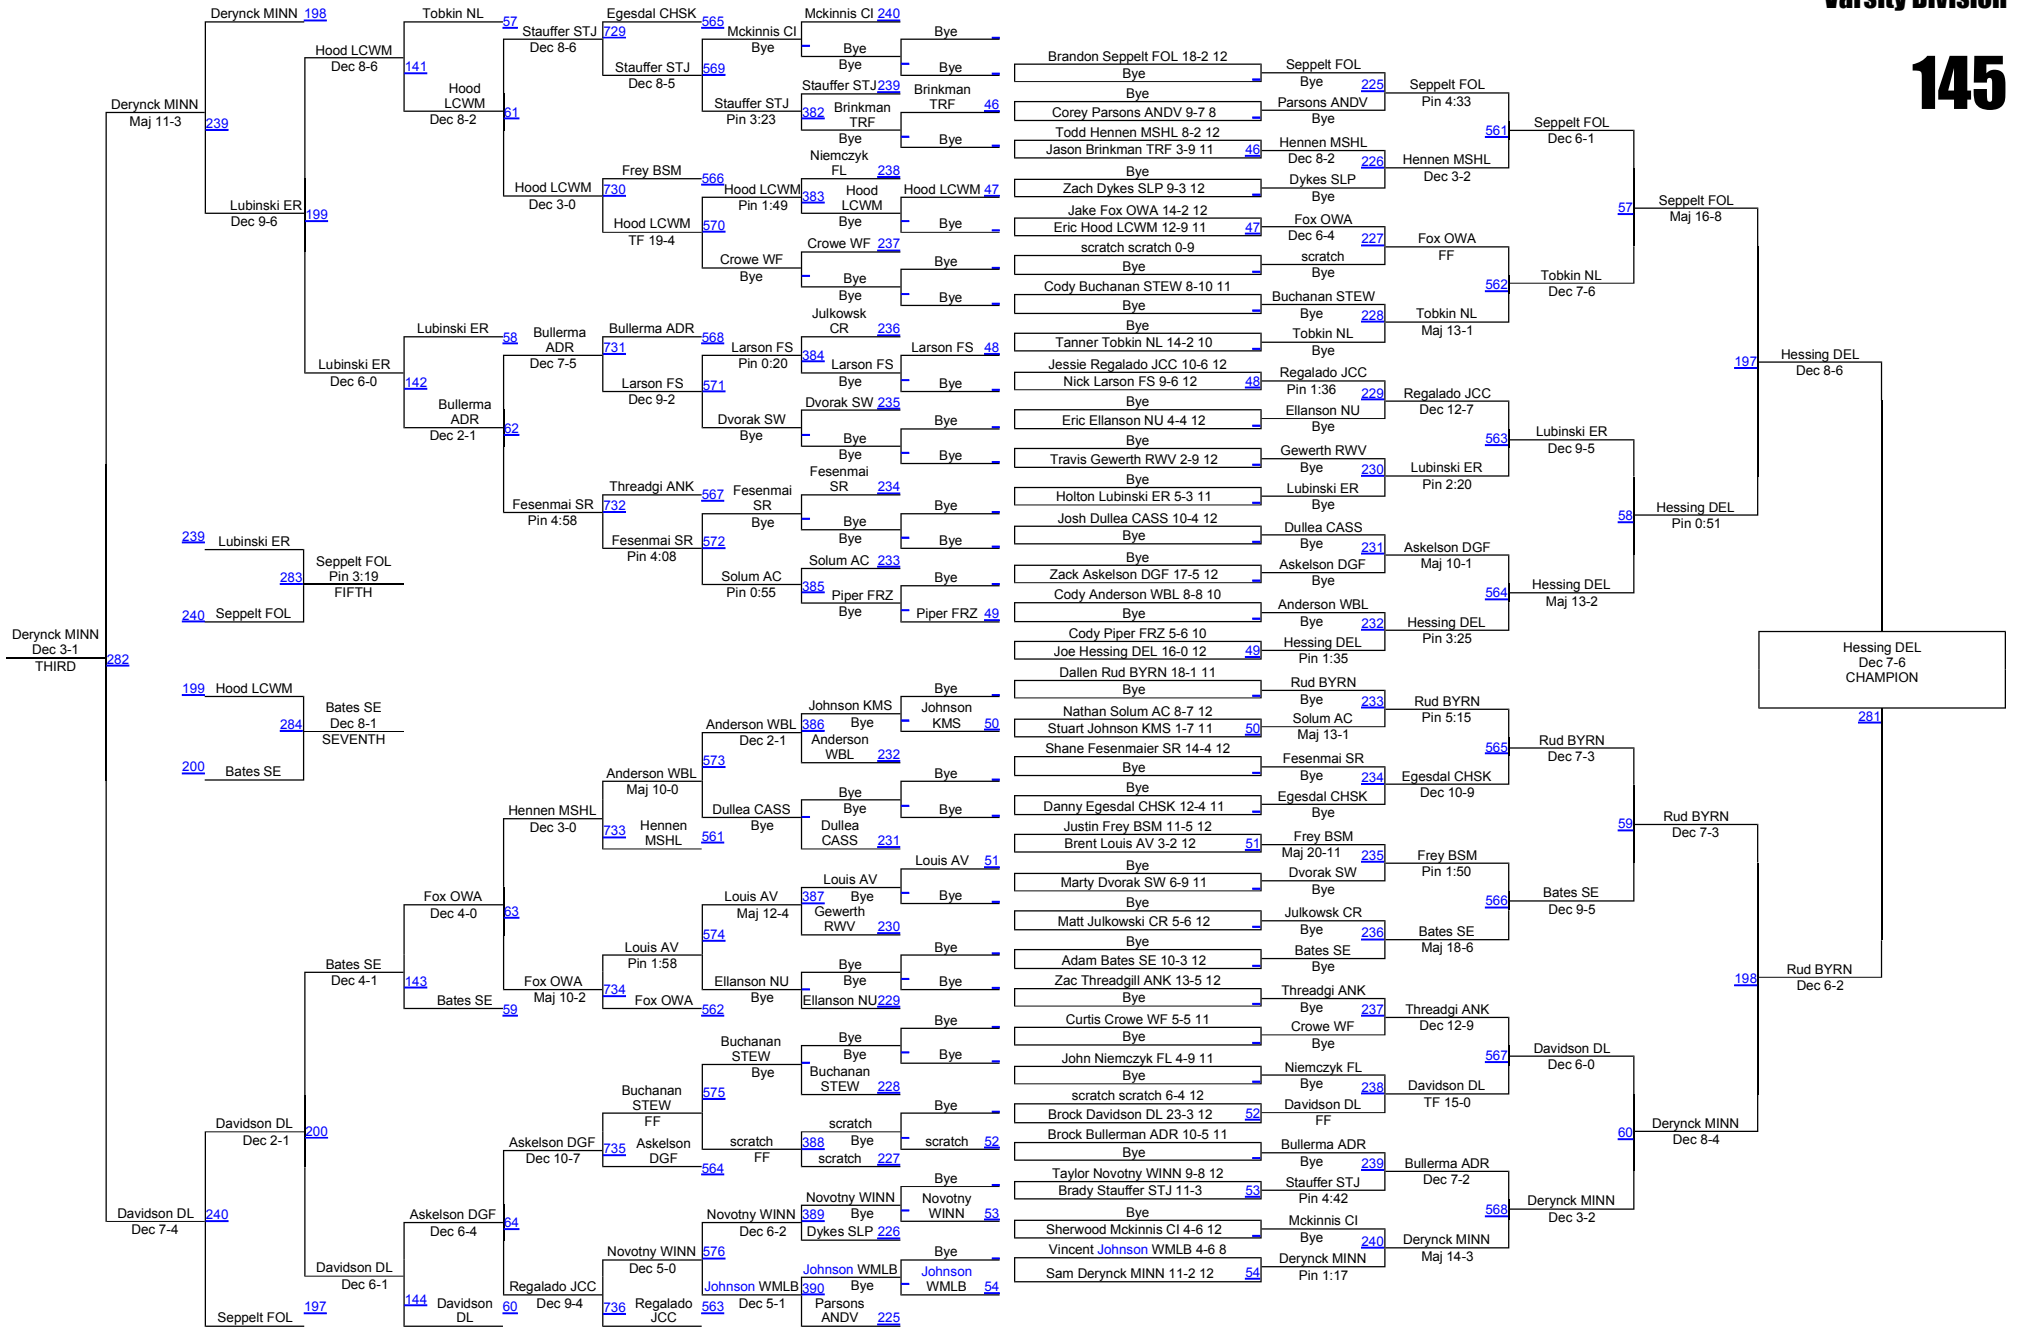 Varsity Division
145
Derynck MINN
Dec 3-1
THIRD
282
Derynck MINN
Maj 11-3
239
Davidson DL
Dec 7-4
240
239 Lubinski ER
283
240 Seppelt FOL
Seppelt FOL
Pin 3:19
FIFTH
199 Hood LCWM
284
200 Bates SE
Bates SE
Dec 8-1
SEVENTH
Derynck MINN 198
Lubinski ER
Dec 9-6
199
Davidson DL
Dec 2-1
200
Seppelt FOL 197
Hood LCWM
Dec 8-6
141
Lubinski ER
Dec 6-0
142
Bates SE
Dec 4-1
143
Davidson DL
Dec 6-1
144
Tobkin NL 57
Hood
LCWM
Dec 8-2
61
Lubinski ER 58
Bullerma
ADR
Dec 2-1
62
Fox OWA
Dec 4-0
63
Bates SE 59
Askelson DGF
Dec 6-4
64
Davidson
DL
60
Stauffer STJ
Dec 8-6
729
Hood LCWM
Dec 3-0
730
Bullerma
ADR
Dec 7-5
731
Fesenmai SR
Pin 4:58
732
Hennen MSHL
Dec 3-0
733
Fox OWA
Maj 10-2
734
Askelson DGF
Dec 10-7
735
Regalado JCC
Dec 9-4
736
Egesdal CHSK 565
Stauffer STJ
Dec 8-5
569
Frey BSM 566
Hood LCWM
TF 19-4
570
Bullerma ADR 568
Larson FS
Dec 9-2
571
Threadgi ANK 567
Fesenmai SR
Pin 4:08
572
Anderson WBL
Maj 10-0
573
Hennen
MSHL
561
Louis AV
Pin 1:58
574
Fox OWA 562
Buchanan
STEW
FF
575
Askelson
DGF
564
Novotny WINN
Dec 5-0
576
Regalado
JCC
563
Mckinnis CI
Bye
Stauffer STJ
Pin 3:23
382
Hood LCWM
Pin 1:49
383
Crowe WF
Bye
Larson FS
Pin 0:20
384
Dvorak SW
Bye
Fesenmai
SR
Bye
Solum AC
Pin 0:55
385
Anderson WBL
Dec 2-1
386
Dullea CASS
Bye
Louis AV
Maj 12-4
387
Ellanson NU
Bye
Buchanan
STEW
Bye
scratch
FF
388
Novotny WINN
Dec 6-2
389
Johnson WMLB
Dec 5-1
390
Mckinnis CI 240
Bye
Bye
Stauffer STJ 239
Brinkman
TRF
Bye
Niemczyk
FL
238
Hood
LCWM
Bye
Crowe WF 237
Bye
Bye
Julkowsk
CR
236
Larson FS
Bye
Dvorak SW 235
Bye
Bye
Fesenmai
SR
234
Bye
Bye
Solum AC 233
Piper FRZ
Bye
Johnson KMS
Bye
Anderson
WBL
232
Bye
Bye
Dullea
CASS
231
Louis AV
Bye
Gewerth
RWV
230
Bye
Bye
Ellanson NU 229
Bye
Bye
Buchanan
STEW
228
scratch
Bye
scratch 227
Novotny WINN
Bye
Dykes SLP 226
Johnson WMLB
Bye
Parsons
ANDV
225
Bye
Bye
Brinkman
TRF
46
Bye
Hood LCWM 47
Bye
Bye
Bye
Larson FS 48
Bye
Bye
Bye
Bye
Bye
Bye
Piper FRZ 49
Bye
Johnson
KMS
50
Bye
Bye
Louis AV 51
Bye
Bye
Bye
Bye
Bye
Bye
scratch 52
Bye
Novotny
WINN
53
Bye
Johnson
WMLB
54
Brandon Seppelt FOL 18-2 12
Bye
Bye
Corey Parsons ANDV 9-7 8
Todd Hennen MSHL 8-2 12
Jason Brinkman TRF 3-9 11 46
Bye
Zach Dykes SLP 9-3 12
Jake Fox OWA 14-2 12
Eric Hood LCWM 12-9 11 47
scratch scratch 0-9
Bye
Cody Buchanan STEW 8-10 11
Bye
Bye
Tanner Tobkin NL 14-2 10
Jessie Regalado JCC 10-6 12
Nick Larson FS 9-6 12 48
Bye
Eric Ellanson NU 4-4 12
Bye
Travis Gewerth RWV 2-9 12
Bye
Holton Lubinski ER 5-3 11
Josh Dullea CASS 10-4 12
Bye
Bye
Zack Askelson DGF 17-5 12
Cody Anderson WBL 8-8 10
Bye
Cody Piper FRZ 5-6 10
Joe Hessing DEL 16-0 12 49
Dallen Rud BYRN 18-1 11
Bye
Nathan Solum AC 8-7 12
Stuart Johnson KMS 1-7 11 50
Shane Fesenmaier SR 14-4 12
Bye
Bye
Danny Egesdal CHSK 12-4 11
Justin Frey BSM 11-5 12
Brent Louis AV 3-2 12 51
Bye
Marty Dvorak SW 6-9 11
Matt Julkowski CR 5-6 12
Bye
Adam Bates SE 10-3 12
Zac Threadgill ANK 13-5 12
Bye
Curtis Crowe WF 5-5 11
Bye
John Niemczyk FL 4-9 11
Bye
scratch scratch 6-4 12
Brock Davidson DL 23-3 12 52
Brock Bullerman ADR 10-5 11
Bye
Taylor Novotny WINN 9-8 12
Brady Stauffer STJ 11-3 53
Bye
Sherwood Mckinnis CI 4-6 12
Vincent Johnson WMLB 4-6 8
Sam Derynck MINN 11-2 12 54
Seppelt FOL
Bye
225
Parsons ANDV
Bye
Hennen MSHL
Dec 8-2
226
Dykes SLP
Bye
Fox OWA
Dec 6-4
227
scratch
Bye
Buchanan STEW
Bye
228
Tobkin NL
Bye
Regalado JCC
Pin 1:36
229
Ellanson NU
Bye
Gewerth RWV
Bye
230
Lubinski ER
Bye
Dullea CASS
Bye
231
Askelson DGF
Bye
Anderson WBL
Bye
232
Hessing DEL
Pin 1:35
Rud BYRN
Bye
233
Solum AC
Maj 13-1
Fesenmai SR
Bye
234
Egesdal CHSK
Bye
Frey BSM
Maj 20-11
235
Dvorak SW
Bye
Julkowsk CR
Bye
236
Bates SE
Bye
Threadgi ANK
Bye
237
Crowe WF
Bye
Niemczyk FL
Bye
238
Davidson DL
FF
Bullerma ADR
Bye
239
Stauffer STJ
Pin 4:42
Mckinnis CI
Bye
240
Derynck MINN
Pin 1:17
Seppelt FOL
Pin 4:33
561
Hennen MSHL
Dec 3-2
Fox OWA
FF
562
Tobkin NL
Maj 13-1
Regalado JCC
Dec 12-7
563
Lubinski ER
Pin 2:20
Askelson DGF
Maj 10-1
564
Hessing DEL
Pin 3:25
Rud BYRN
Pin 5:15
565
Egesdal CHSK
Dec 10-9
Frey BSM
Pin 1:50
566
Bates SE
Maj 18-6
Threadgi ANK
Dec 12-9
567
Davidson DL
TF 15-0
Bullerma ADR
Dec 7-2
568
Derynck MINN
Maj 14-3
Seppelt FOL
Dec 6-1
57
Tobkin NL
Dec 7-6
Lubinski ER
Dec 9-5
58
Hessing DEL
Maj 13-2
Rud BYRN
Dec 7-3
59
Bates SE
Dec 9-5
Davidson DL
Dec 6-0
60
Derynck MINN
Dec 3-2
Seppelt FOL
Maj 16-8
197
Hessing DEL
Pin 0:51
Rud BYRN
Dec 7-3
198
Derynck MINN
Dec 8-4
Hessing DEL
Dec 8-6
Hessing DEL
Dec 7-6
CHAMPION
281
Rud BYRN
Dec 6-2